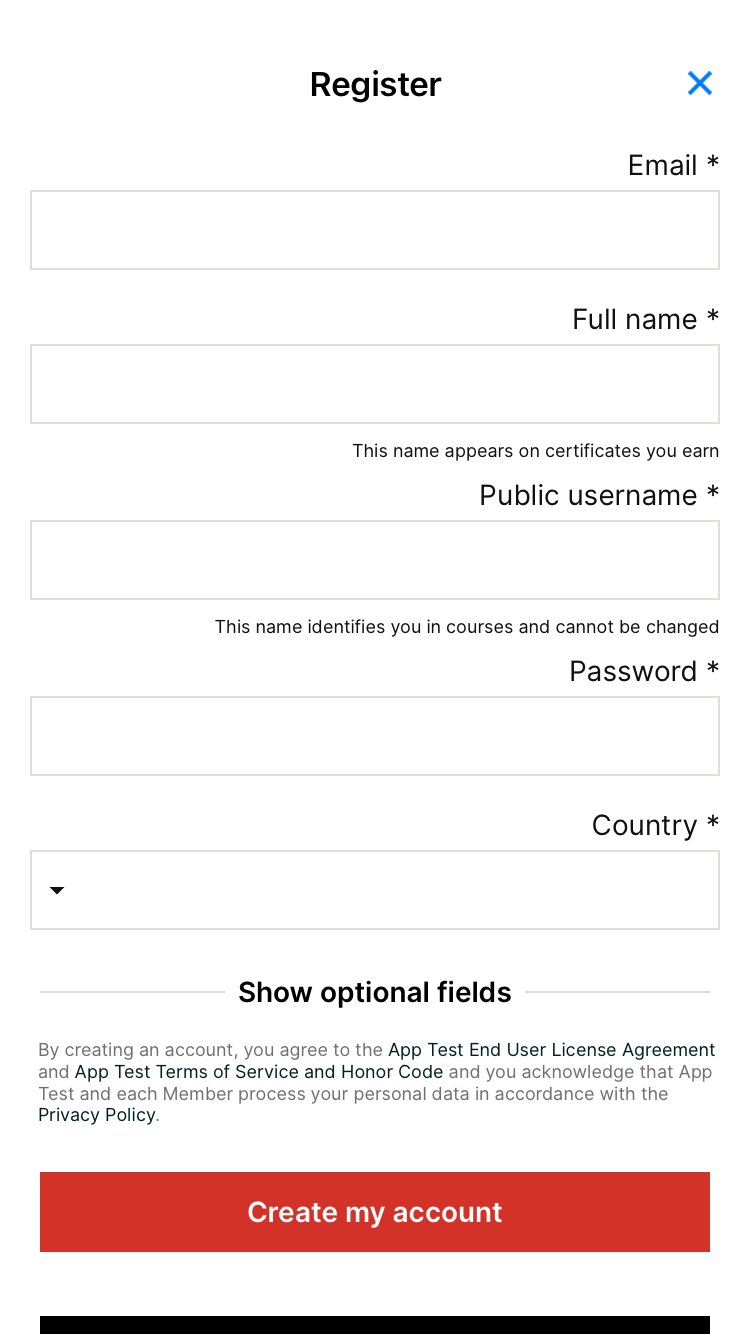 Register
Email *
Full name *
This name appears on certificates you earn
Public username *
This name identifies you in courses and cannot be changed
Password *
Country *
Show optional fields
By creating an account, you agree to the App Test End User License Agreement
and App Test Terms of Service and Honor Code and you acknowledge that App
Test and each Member process your personal data in accordance with the
Privacy Policy.
Create my account